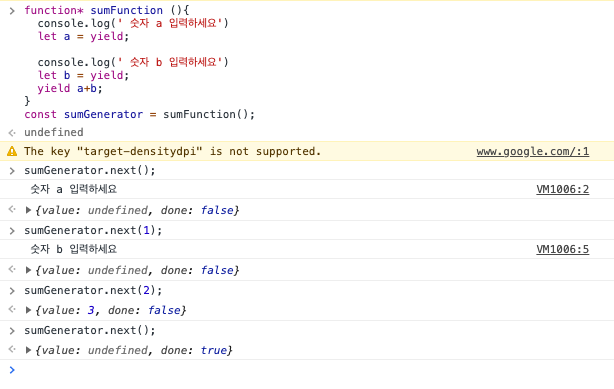 function* sumFunction (){
console.log(' 숫자 a 입력하세요')
let a = yield;
console.log(' 숫자 b 입력하세요')
let b = yield;
yield a+b;
}
const sumGenerator = sumFunction();
undefined
The key "target-densitydpi" is not supported. www.google.com/:1
sumGenerator.next();
숫자 a 입력하세요 VM1006:2
{value: undefined, done: false}
sumGenerator.next(1);
숫자 b 입력하세요 VM1006:5
{value: undefined, done: false}
sumGenerator.next(2);
{value: 3, done: false}
sumGenerator.next();
{value: undefined, done: true}